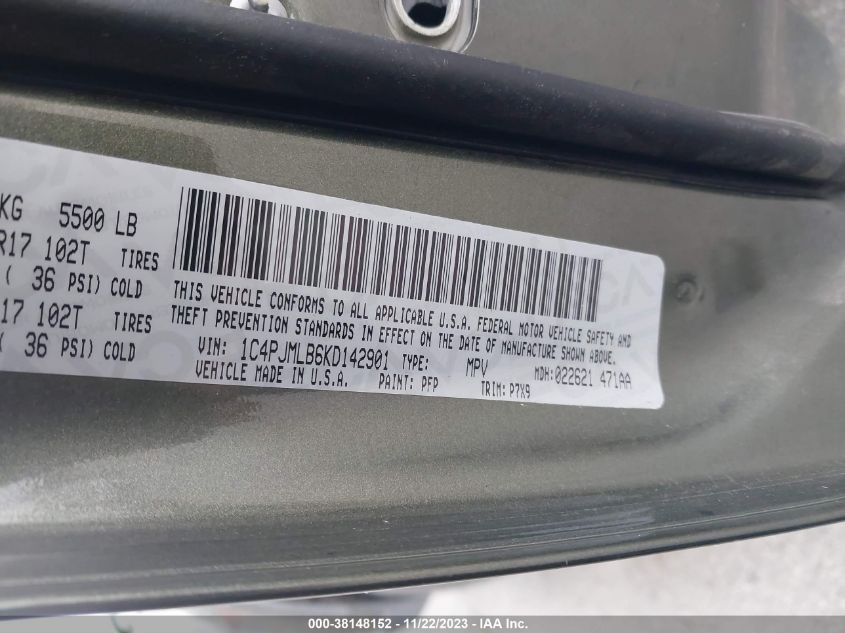 KG 5500 LB
R17 102T TIRES
( 36 PSI) COLD
17 102T TIRES
( 36 PSI) COLD
THIS VEHICLE CONFORMS TO ALL APPLICABLE U.S.A. FEDERAL MOTOR VEHICLE SAFETY AND
THEFT PREVENTION STANDARDS IN EFFECT ON THE DATE OF MANUFACTURE SHOWN ABOVE.
VIN: 1C4PJMLB6KD142901 TYPE: MPV MDH:022621 471AA
VEHICLE MADE IN U.S.A. PAINT: PFP TRIM: P7X9
000-38148152 - 11/22/2023 - IAA Inc.